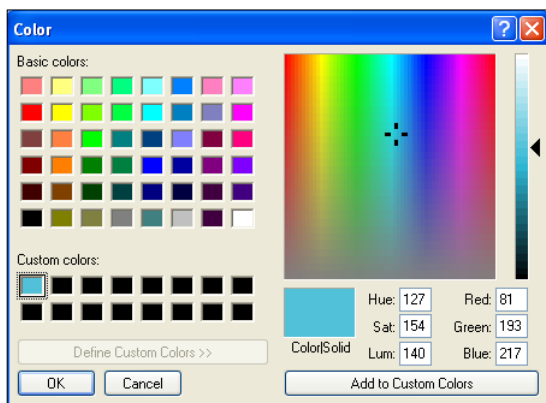 Color
Basic colors:
Custom colors:
Define Custom Colors >>
OK Cancel
Hue: 127 Red: 81
Sat: 154 Green: 193
Color|Solid
Lum: 140 Blue: 217
Add to Custom Colors